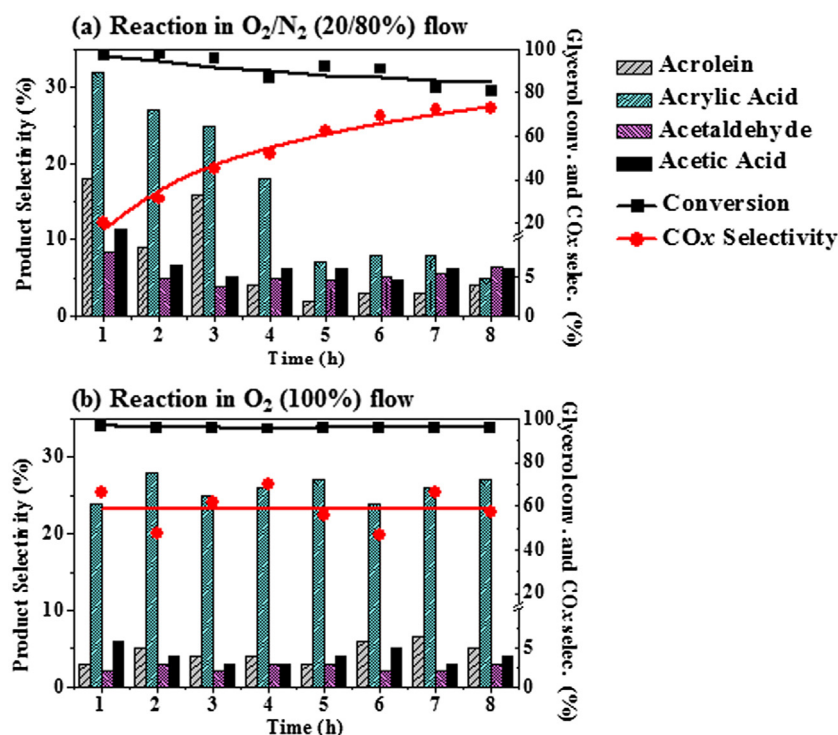 (a) Reaction in O₂/N₂ (20/80%) flow
Product Selectivity (%)
30
20
10
0
1 2 3 4 5 6 7 8
Time (h)
100
80
60
40
20
5
0
Glycerol conv. and COx selec. (%)
Acrolein
Acrylic Acid
Acetaldehyde
Acetic Acid
Conversion
COx Selectivity
(b) Reaction in O₂ (100%) flow
Product Selectivity (%)
30
20
10
0
1 2 3 4 5 6 7 8
Time (h)
100
80
60
40
20
5
0
Glycerol conv. and COx selec. (%)